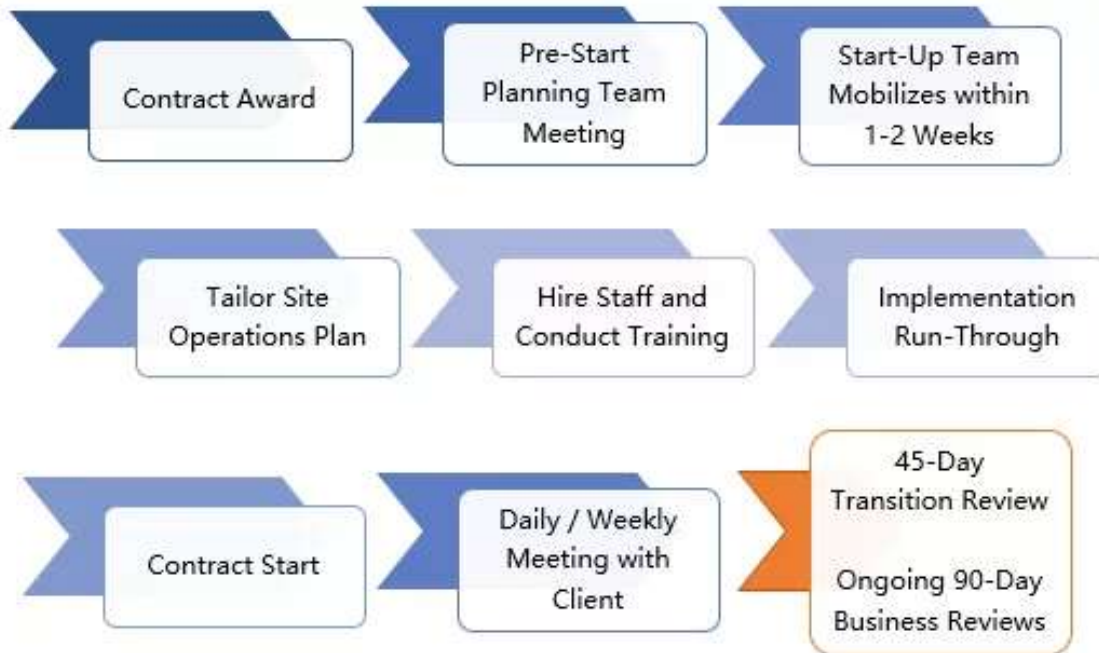 Contract Award
Pre-Start
Planning Team
Meeting
Start-Up Team
Mobilizes within
1-2 Weeks
Tailor Site
Operations Plan
Hire Staff and
Conduct Training
Implementation
Run-Through
Contract Start
Daily / Weekly
Meeting with
Client
45-Day
Transition Review
Ongoing 90-Day
Business Reviews